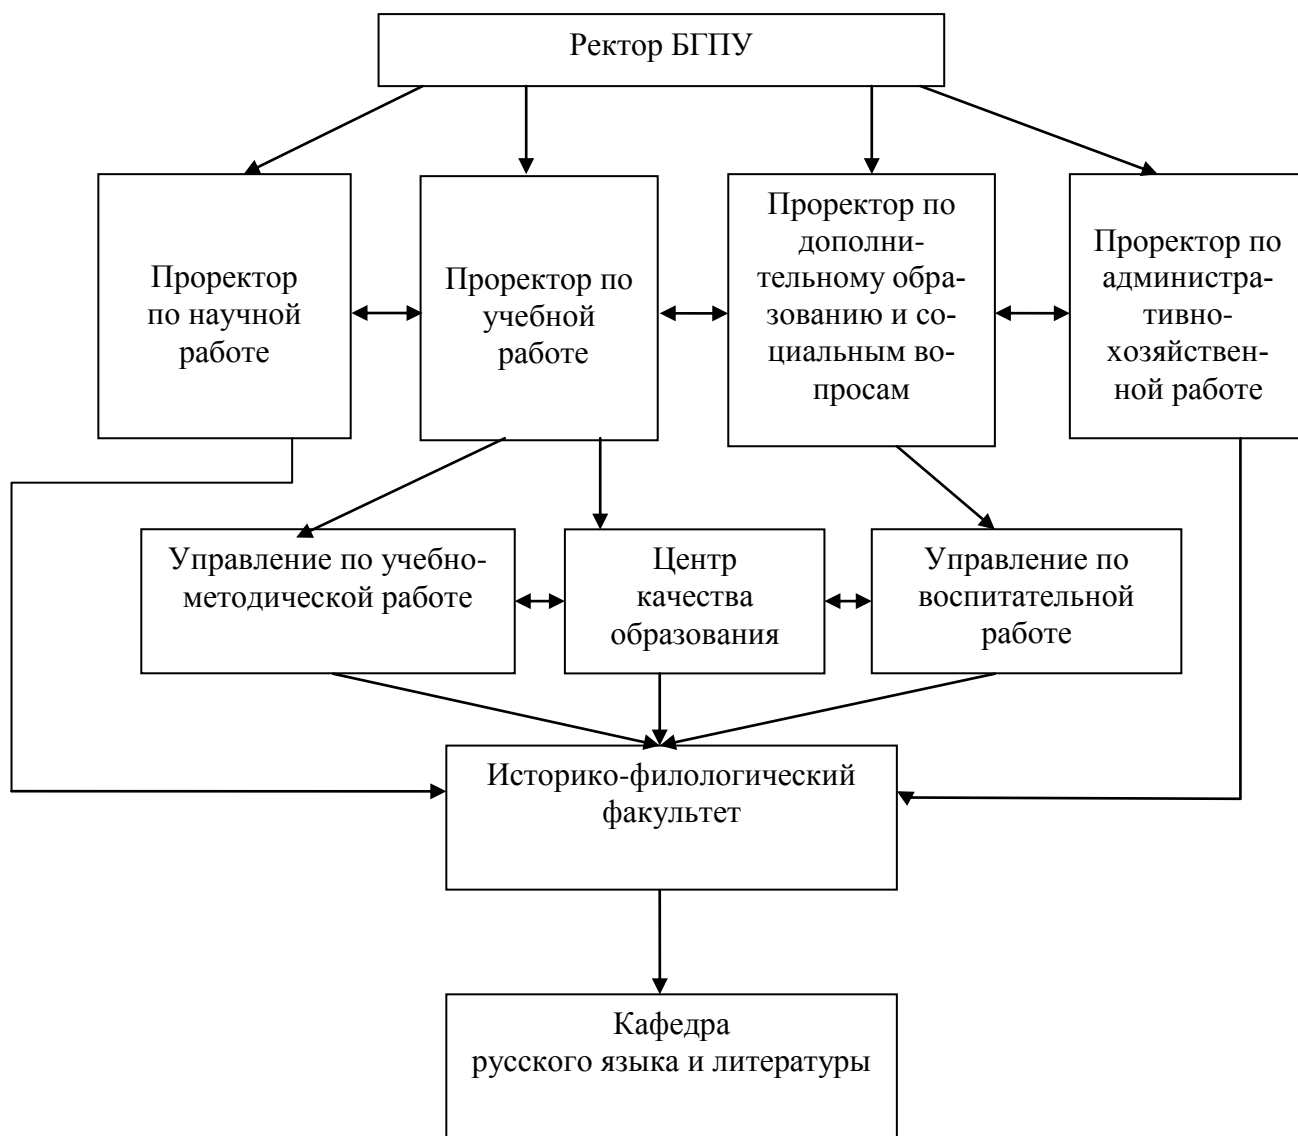 Ректор БГПУ
Проректор
по научной
работе
Проректор по
учебной
работе
Проректор по
дополни-
тельному обра-
зованию и со-
циальным во-
просам
Проректор по
администра-
тивно-
хозяйствен-
ной работе
Управление по учебно-
методической работе
Центр
качества
образования
Управление по
воспитательной
работе
Историко-филологический
факультет
Кафедра
русского языка и литературы